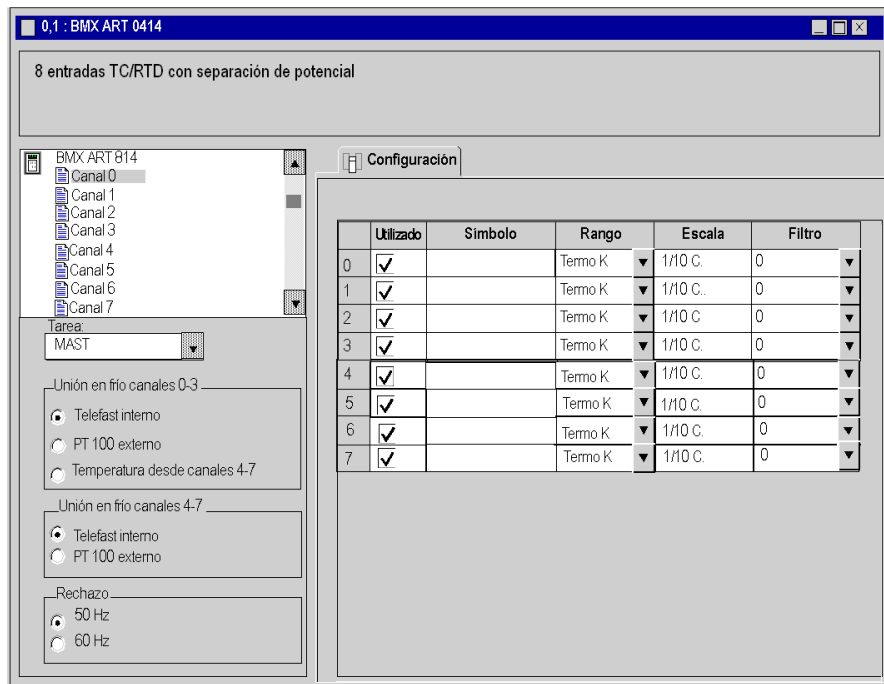 0,1 : BMX ART 0414
8 entradas TC/RTD con separación de potencial
BMX ART 814
Canal 0
Canal 1
Canal 2
Canal 3
Canal 4
Canal 5
Canal 6
Canal 7
Tarea:
MAST
Unión en frío canales 0-3
Telefast interno
PT 100 externo
Temperatura desde canales 4-7
Unión en frío canales 4-7
Telefast interno
PT 100 externo
Rechazo
50 Hz
60 Hz
Configuración
Utilizado Símbolo Rango Escala Filtro
0 Termo K 1/10 C. 0
1 Termo K 1/10 C.. 0
2 Termo K 1/10 C 0
3 Termo K 1/10 C. 0
4 Termo K 1/10 C. 0
5 Termo K 1/10 C. 0
6 Termo K 1/10 C. 0
7 Termo K 1/10 C. 0